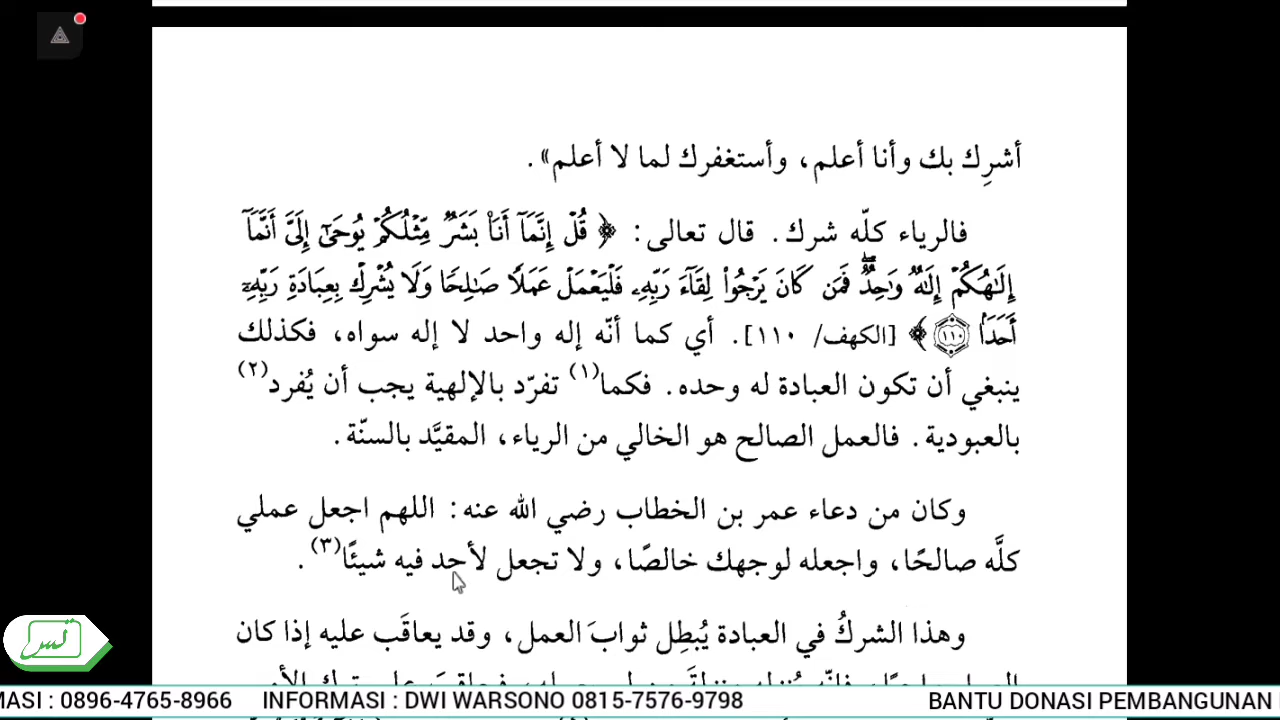 أشرِك بك وأنا أعلم، وأستغفرك لما لا أعلم».
فالرياء كلّه شرك. قال تعالى: ﴿قُلْ إِنَّمَآ أَنَا۠ بَشَرٌ مِّثْلُكُمْ يُوحَىٰٓ إِلَىَّ أَنَّمَآ
إِلَـٰهُكُمْ إِلَـٰهٌ وَٰحِدٌ ۖ فَمَن كَانَ يَرْجُوا۟ لِقَآءَ رَبِّهِۦ فَلْيَعْمَلْ عَمَلًا صَـٰلِحًا وَلَا يُشْرِكْ بِعِبَادَةِ رَبِّهِۦٓ
أَحَدًۢا ١١٠﴾ [الكهف/ ١١٠]. أي كما أنّه إله واحد لا إله سواه، فكذلك
ينبغي أن تكون العبادة له وحده. فكما(١) تفرّد بالإلهية يجب أن يُفرد(٢)
بالعبودية. فالعمل الصالح هو الخالي من الرياء، المقيَّد بالسنّة.
وكان من دعاء عمر بن الخطاب رضي الله عنه: اللهم اجعل عملي
كلَّه صالحًا، واجعله لوجهك خالصًا، ولا تجعل لأحد فيه شيئًا(٣).
وهذا الشركُ في العبادة يُبطِل ثوابَ العمل، وقد يعاقَب عليه إذا كان
MASI : 0896-4765-8966 INFORMASI : DWI WARSONO 0815-7576-9798 BANTU DONASI PEMBANGUNAN